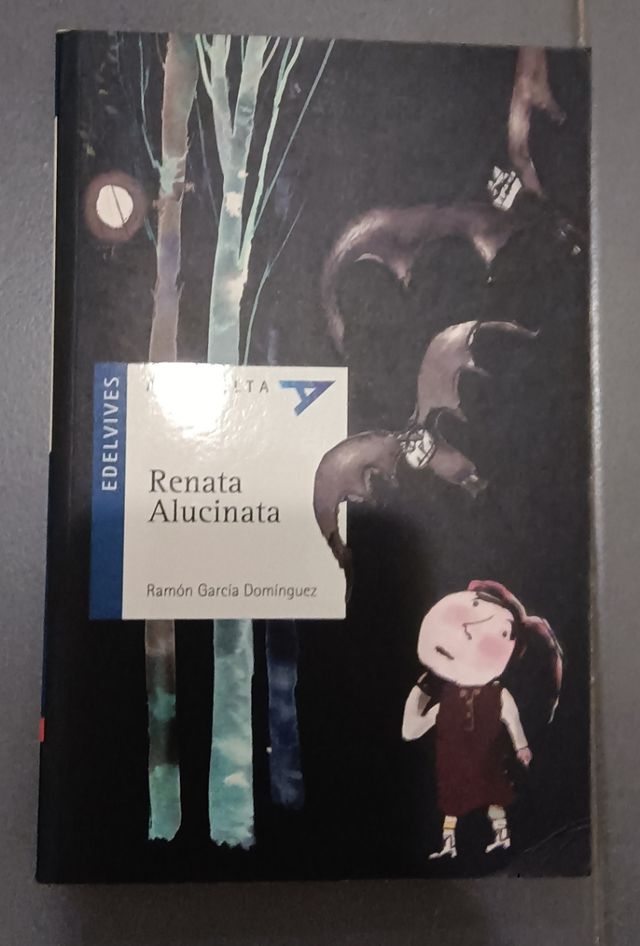 EDELVIVES
Renata
Alucinata
Ramón García Domínguez